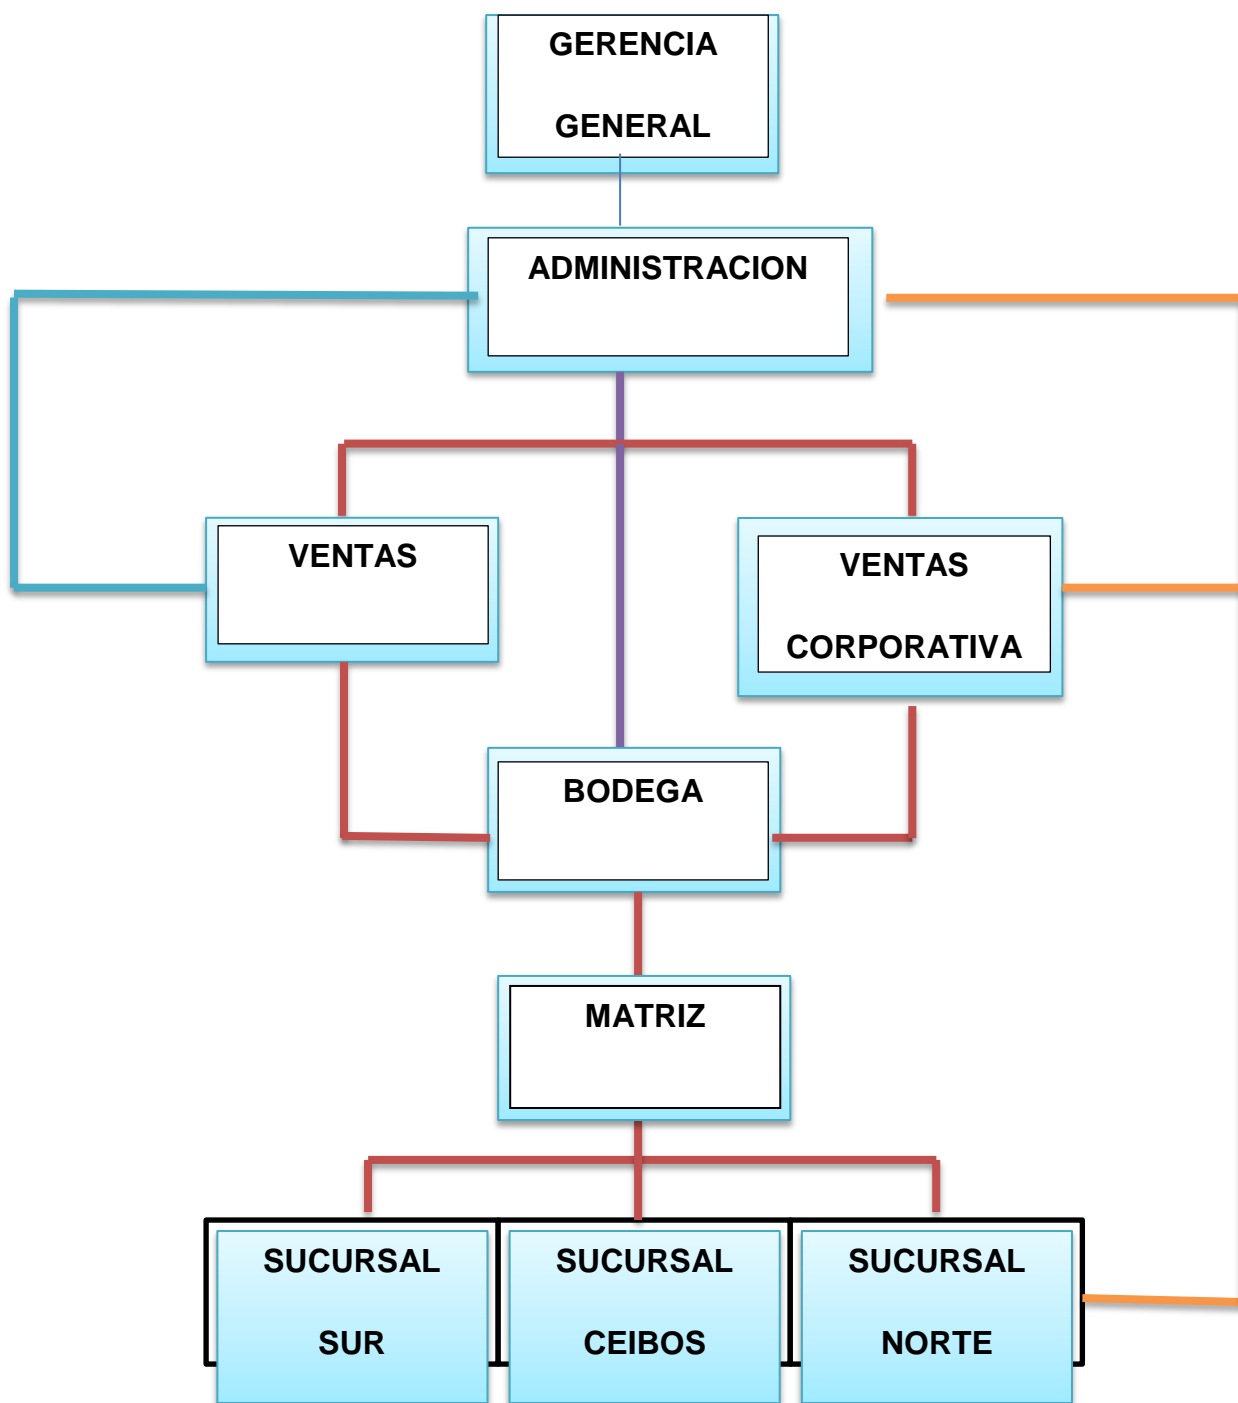 GERENCIA
GENERAL
ADMINISTRACION
VENTAS
VENTAS
CORPORATIVA
BODEGA
MATRIZ
SUCURSAL
SUR
SUCURSAL
CEIBOS
SUCURSAL
NORTE